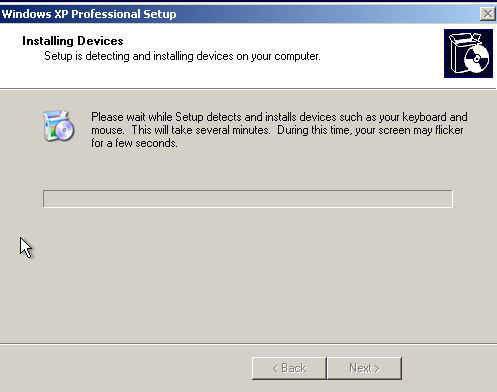 Windows XP Professional Setup
Installing Devices
Setup is detecting and installing devices on your computer.
Please wait while Setup detects and installs devices such as your keyboard and
mouse. This will take several minutes. During this time, your screen may flicker
for a few seconds.
< Back
Next >